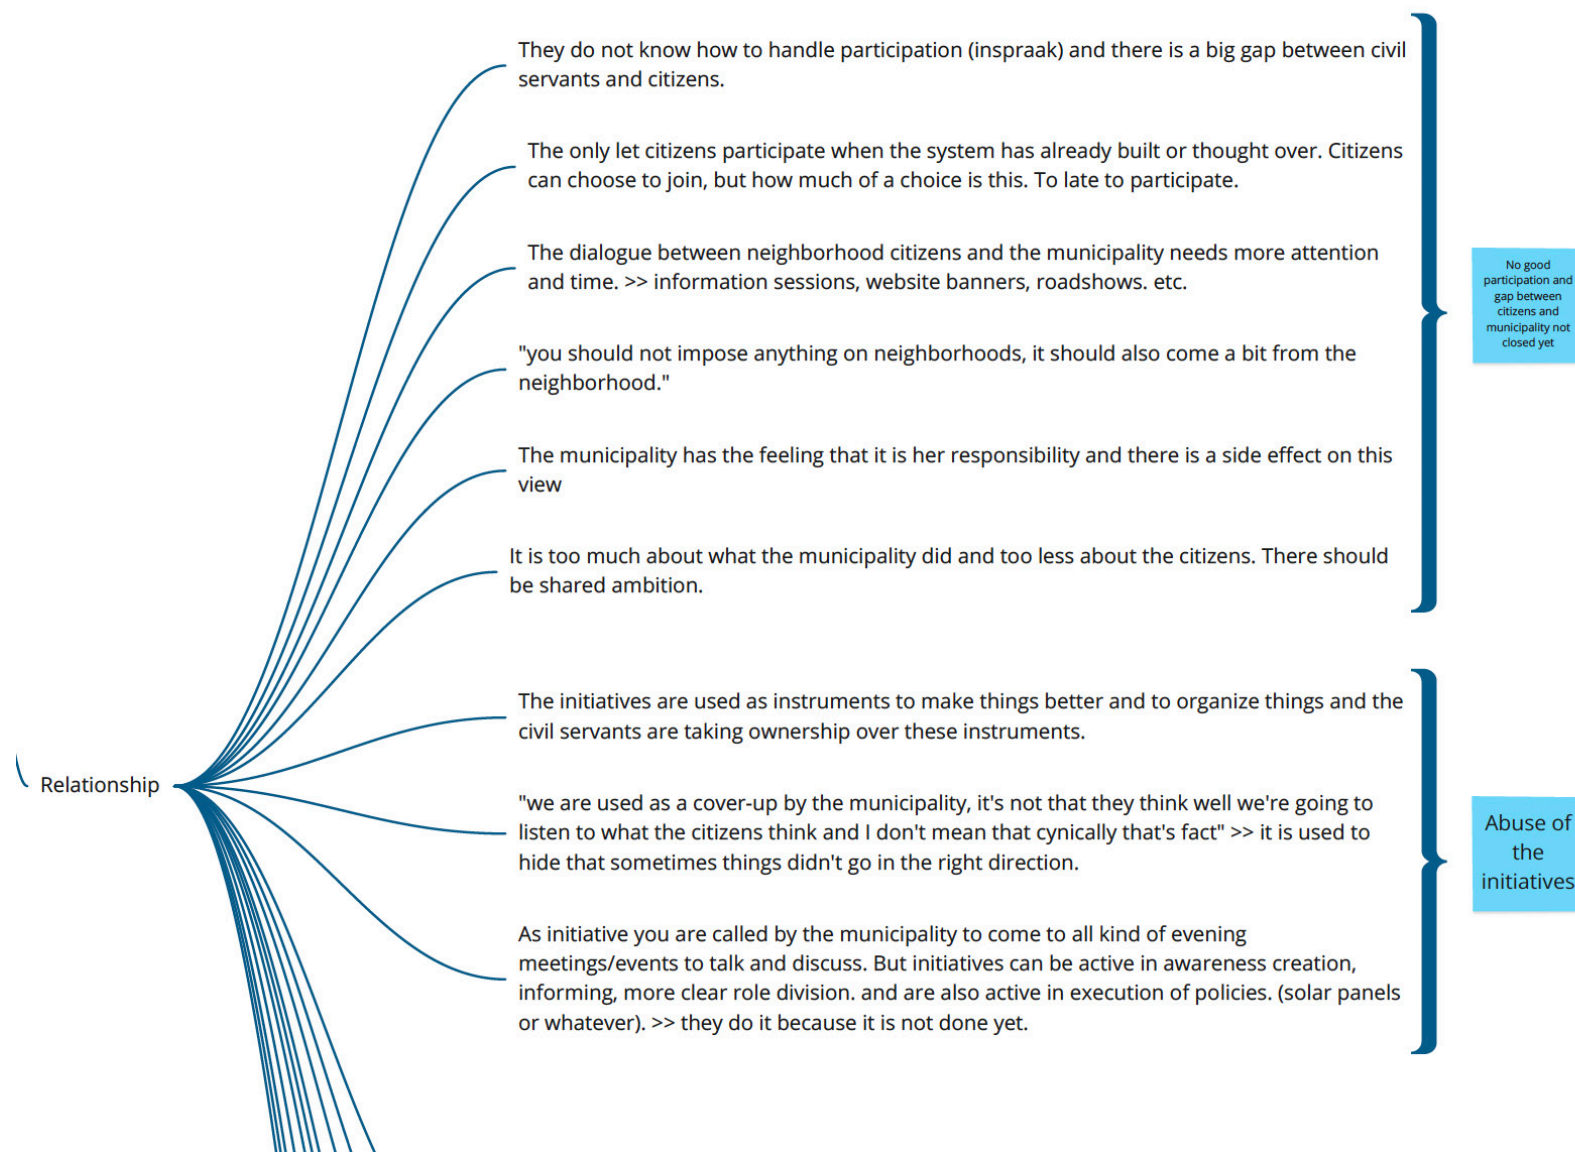 They do not know how to handle participation (inspraak) and there is a big gap between civil
servants and citizens.
The only let citizens participate when the system has already built or thought over. Citizens
can choose to join, but how much of a choice is this. To late to participate.
The dialogue between neighborhood citizens and the municipality needs more attention
and time. >> information sessions, website banners, roadshows. etc.
"you should not impose anything on neighborhoods, it should also come a bit from the
neighborhood."
The municipality has the feeling that it is her responsibility and there is a side effect on this
view
It is too much about what the municipality did and too less about the citizens. There should
be shared ambition.
No good
participation and
gap between
citizens and
municipality not
closed yet
Relationship
The initiatives are used as instruments to make things better and to organize things and the
civil servants are taking ownership over these instruments.
"we are used as a cover-up by the municipality, it's not that they think well we're going to
listen to what the citizens think and I don't mean that cynically that's fact" >> it is used to
hide that sometimes things didn't go in the right direction.
As initiative you are called by the municipality to come to all kind of evening
meetings/events to talk and discuss. But initiatives can be active in awareness creation,
informing, more clear role division. and are also active in execution of policies. (solar panels
or whatever). >> they do it because it is not done yet.
Abuse of
the
initiatives